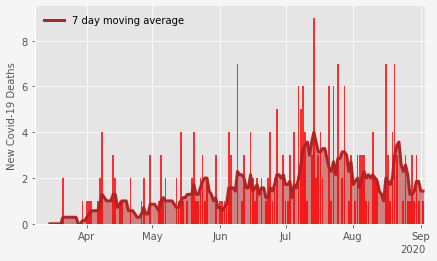 7 day moving average
New Covid-19 Deaths
8
6
4
2
0
Apr
May
Jun
Jul
Aug
Sep
2020